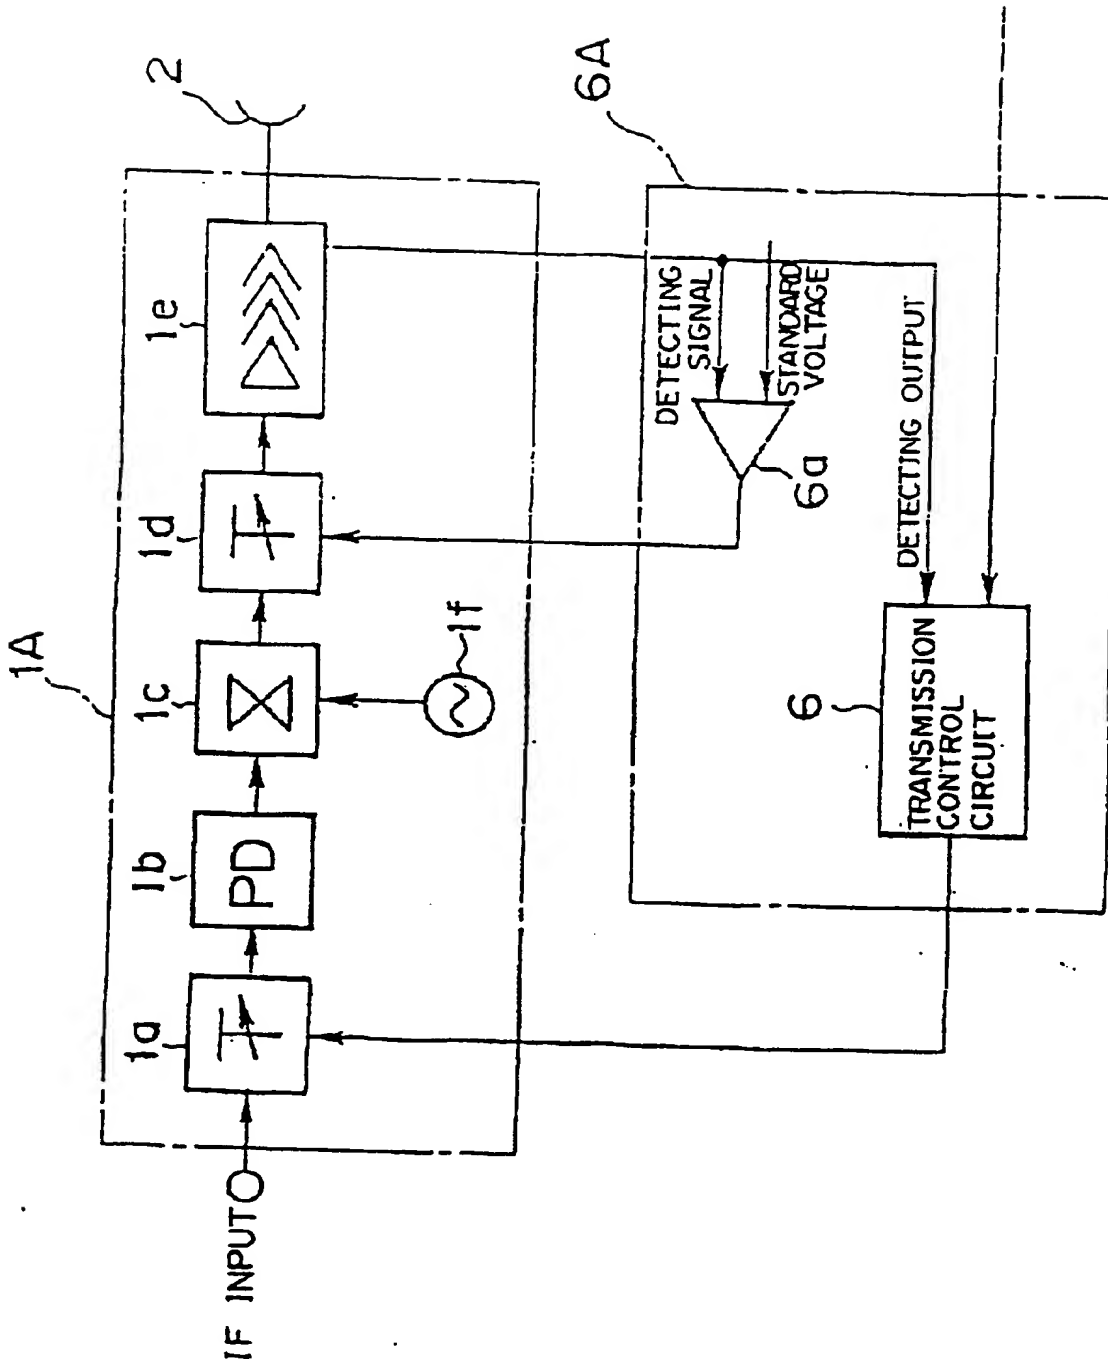 1A
1a
1b
PD
1c
1d
1e
2
IF INPUT
1f
6A
DETECTING
SIGNAL
STANDARD
VOLTAGE
6a
DETECTING OUTPUT
6
TRANSMISSION
CONTROL
CIRCUIT